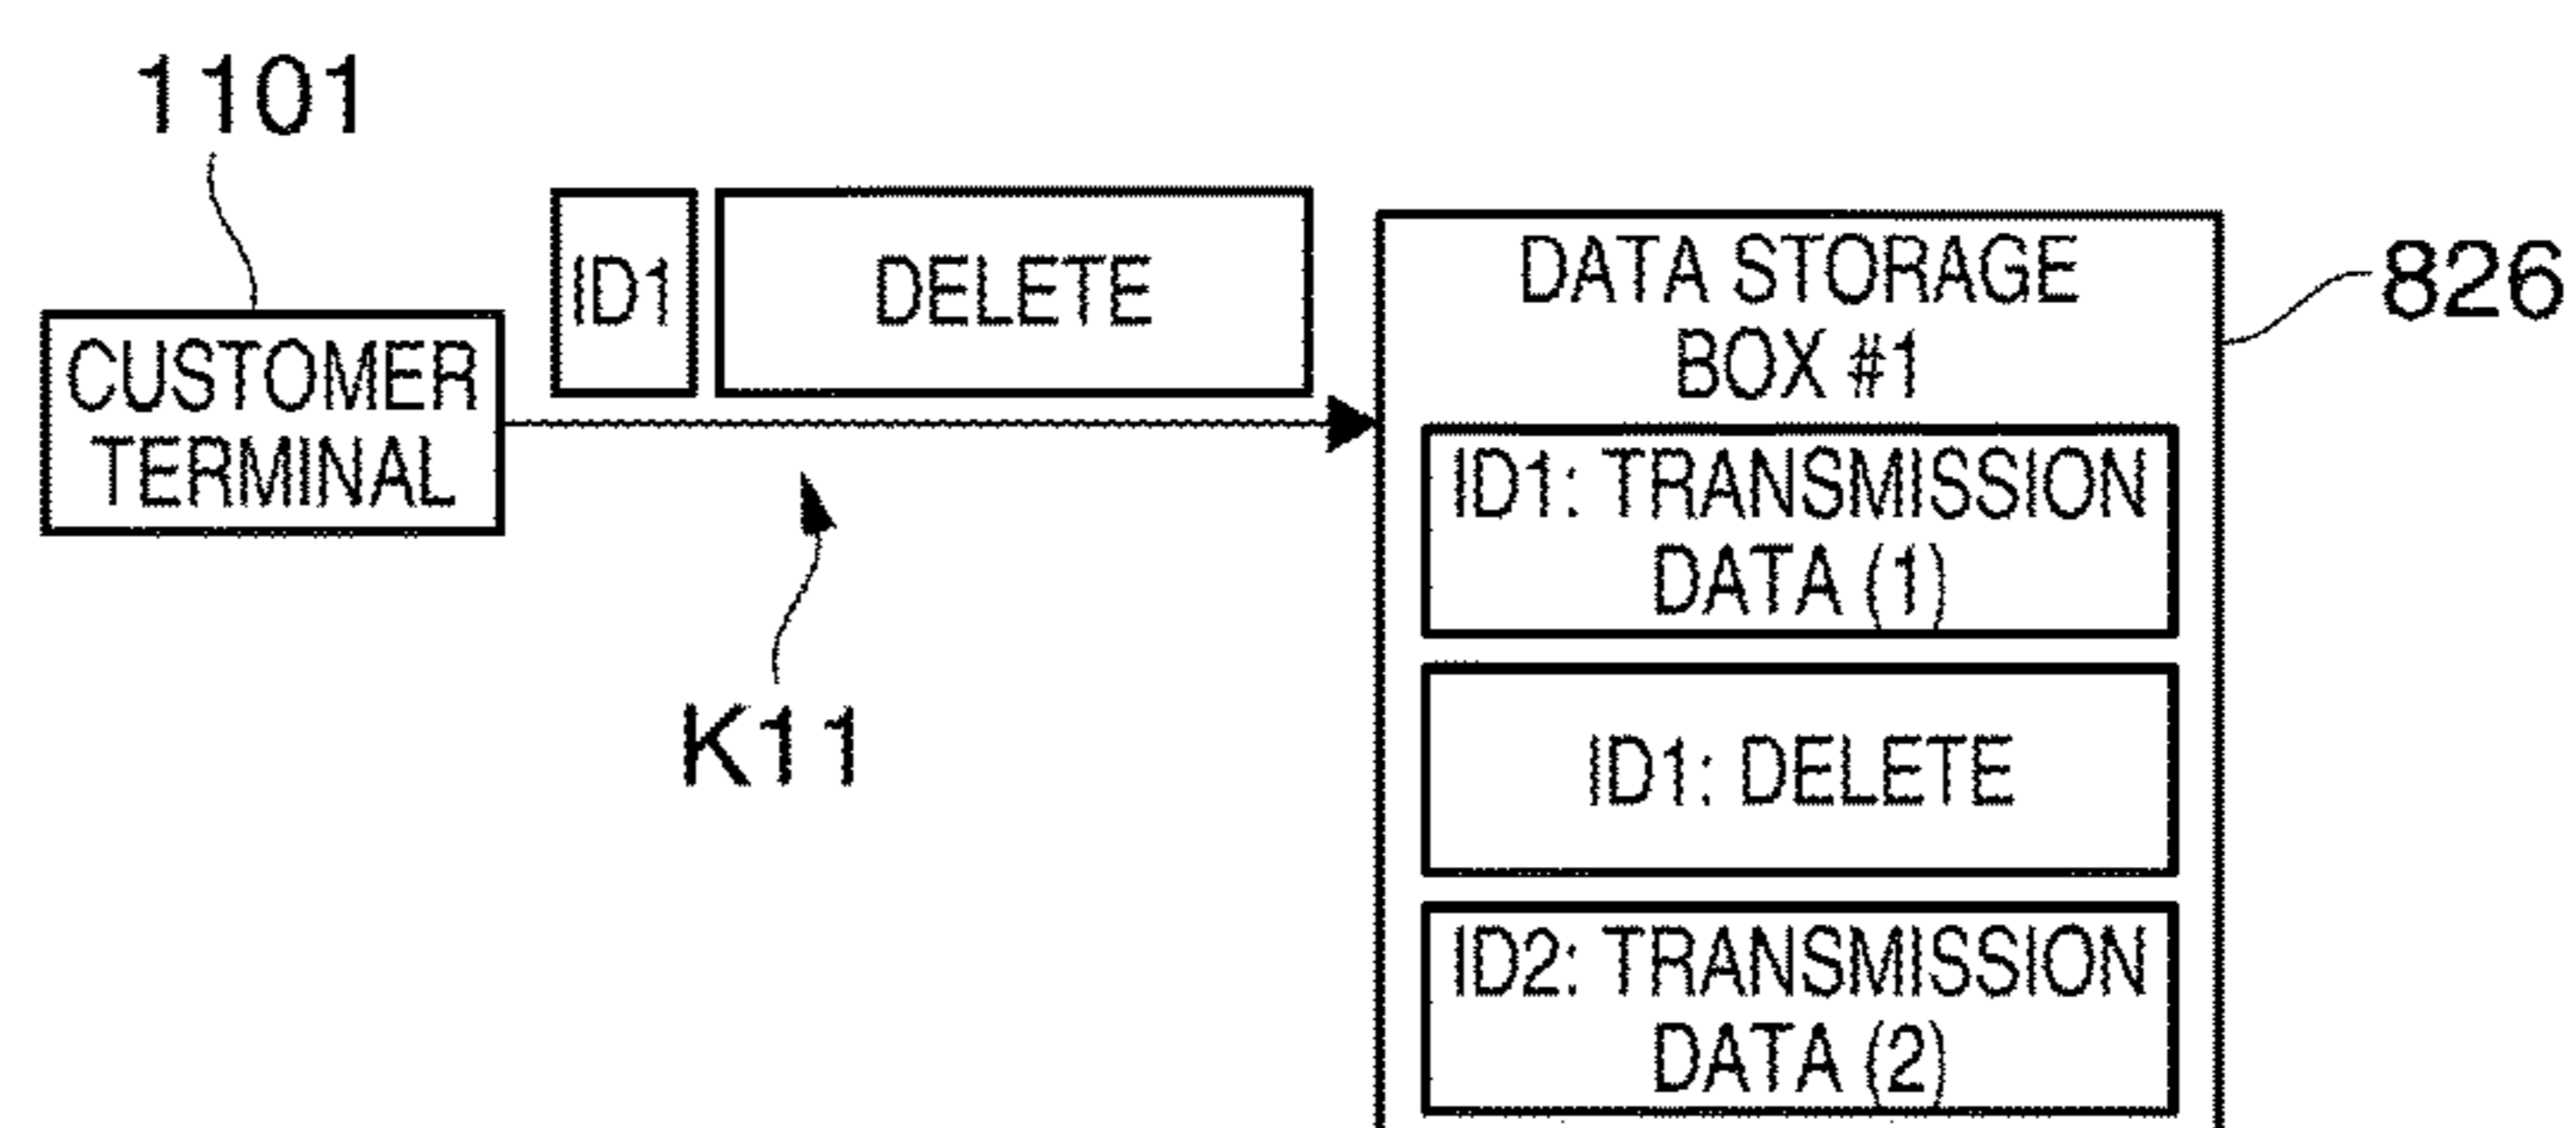 1101
ID1
DELETE
CUSTOMER
TERMINAL
K11
DATA STORAGE
BOX #1
826
ID1: TRANSMISSION
DATA (1)
ID1: DELETE
ID2: TRANSMISSION
DATA (2)